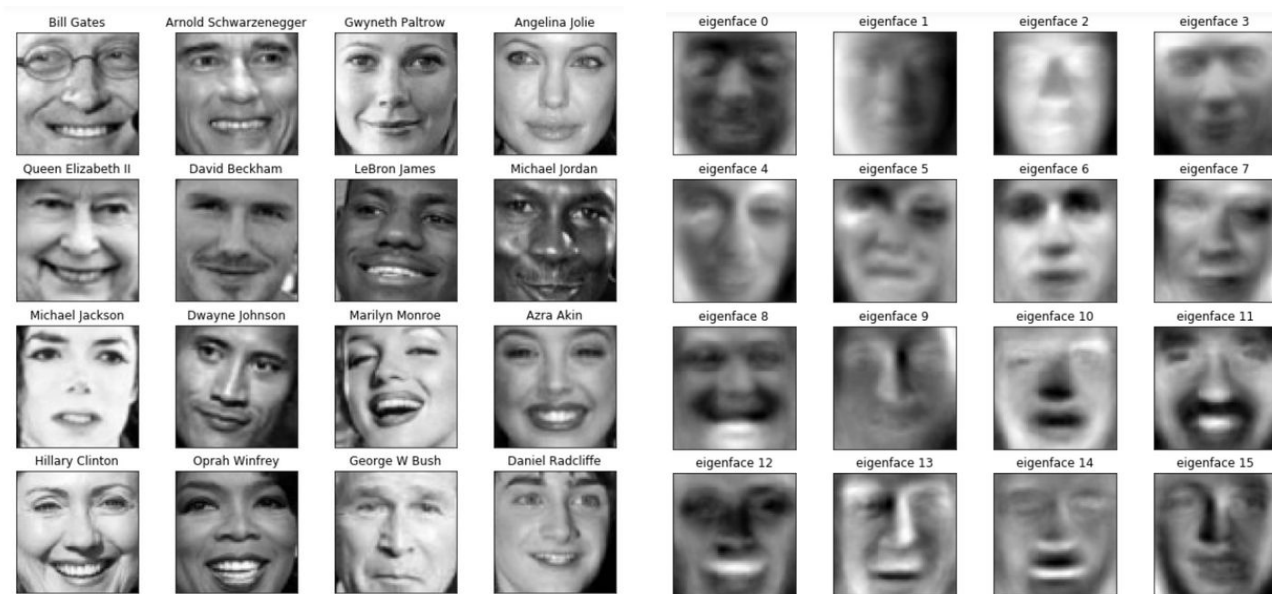 Bill Gates Arnold Schwarzenegger Gwyneth Paltrow Angelina Jolie
Queen Elizabeth II David Beckham LeBron James Michael Jordan
Michael Jackson Dwayne Johnson Marilyn Monroe Azra Akin
Hillary Clinton Oprah Winfrey George W Bush Daniel Radcliffe
eigenface 0 eigenface 1 eigenface 2 eigenface 3
eigenface 4 eigenface 5 eigenface 6 eigenface 7
eigenface 8 eigenface 9 eigenface 10 eigenface 11
eigenface 12 eigenface 13 eigenface 14 eigenface 15